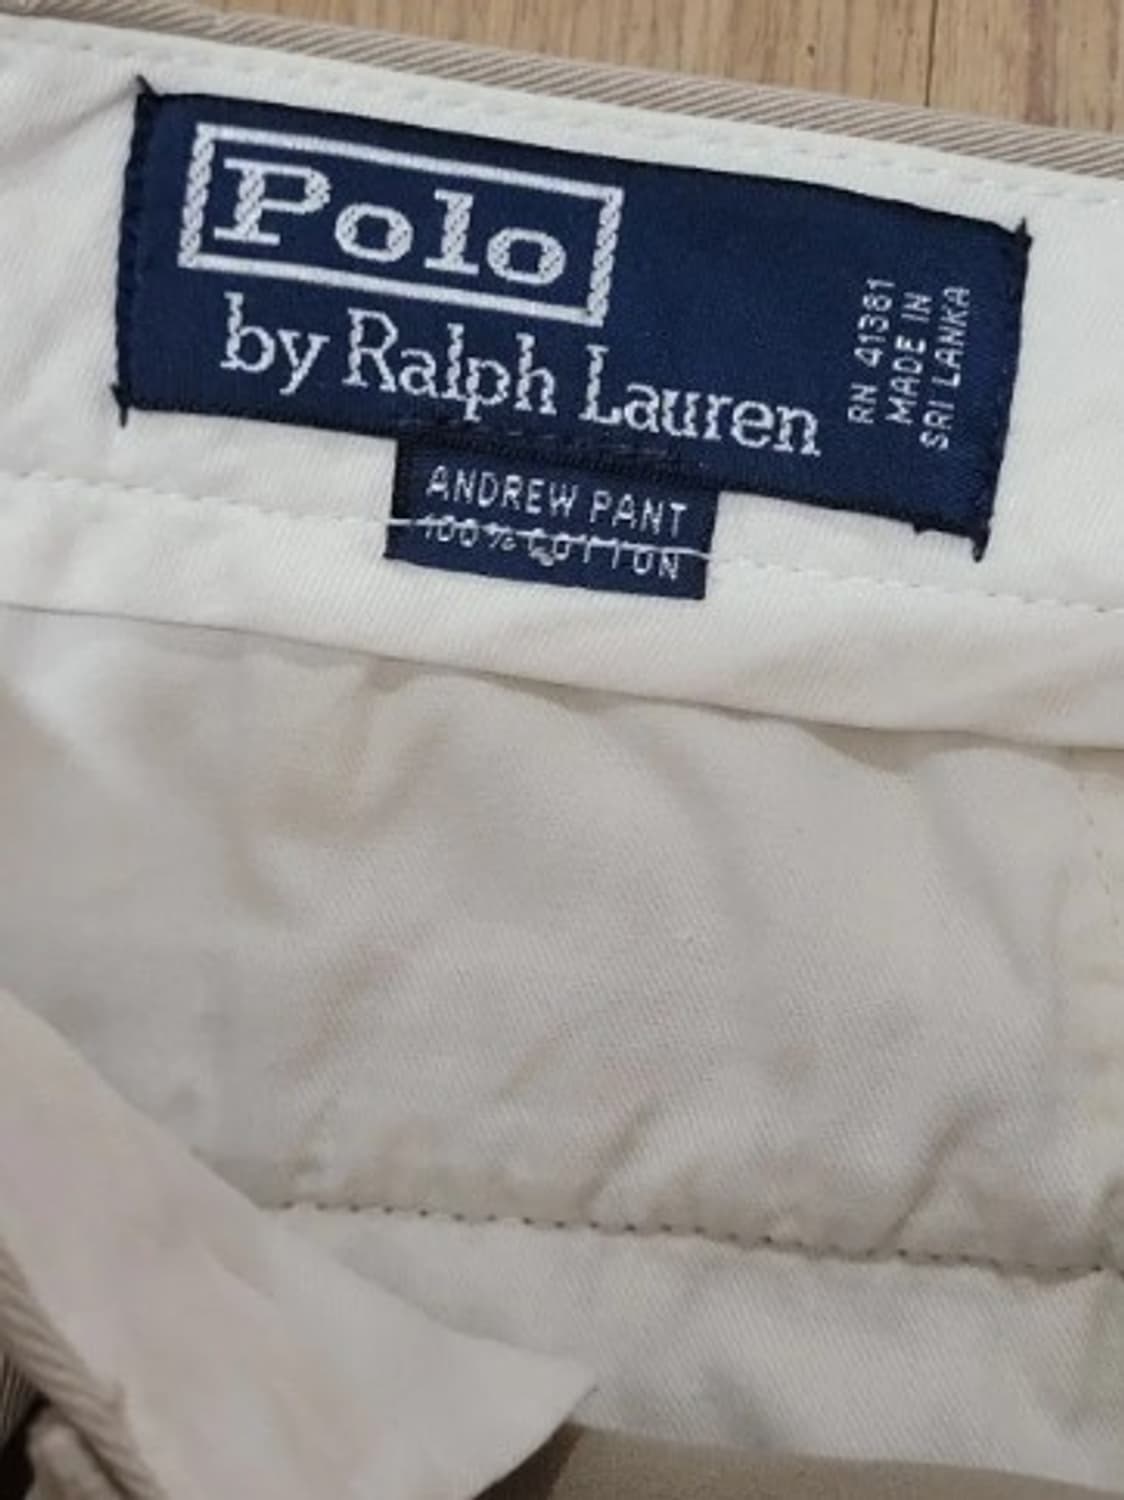 Polo
by Ralph Lauren
RN 41381
MADE IN
SRI LANKA
ANDREW PANT
100% COTTON